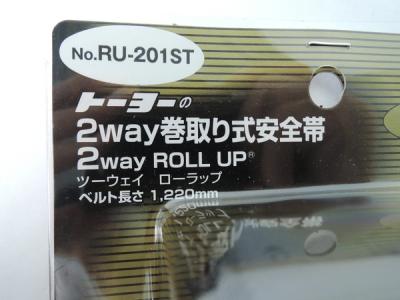 No.RU-201ST
トーヨーの
2way巻取り式安全帯
2way ROLL UP®
ツーウェイ ローラップ
ベルト長さ 1,220mm